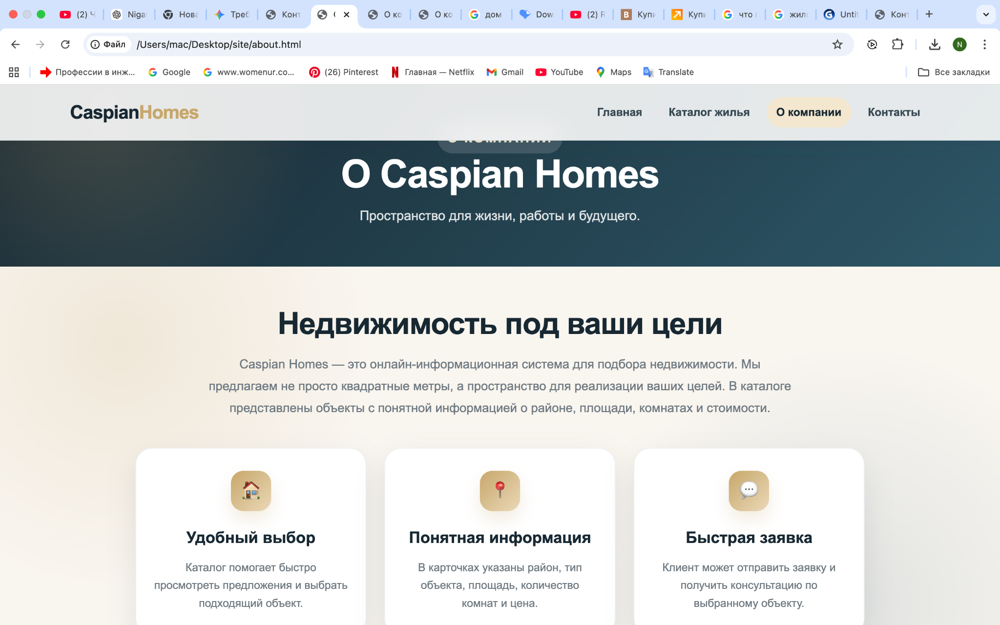 (2) Ч
Niga
Нова
Треб
Конт
О ко
О ко
дом
Dow
(2) R
Купи
Купи
что
жил
Untit
Конт
Файл /Users/mac/Desktop/site/about.html
N
Профессии в инж...
Google
www.womenur.co...
(26) Pinterest
Главная — Netflix
Gmail
YouTube
Maps
Translate
Все закладки
CaspianHomes
Главная
Каталог жилья
О компании
Контакты
О Caspian Homes
Пространство для жизни, работы и будущего.
Недвижимость под ваши цели
Caspian Homes — это онлайн-информационная система для подбора недвижимости. Мы
предлагаем не просто квадратные метры, а пространство для реализации ваших целей. В каталоге
представлены объекты с понятной информацией о районе, площади, комнатах и стоимости.
Удобный выбор
Каталог помогает быстро
просмотреть предложения и выбрать
подходящий объект.
Понятная информация
В карточках указаны район, тип
объекта, площадь, количество
комнат и цена.
Быстрая заявка
Клиент может отправить заявку и
получить консультацию по
выбранному объекту.